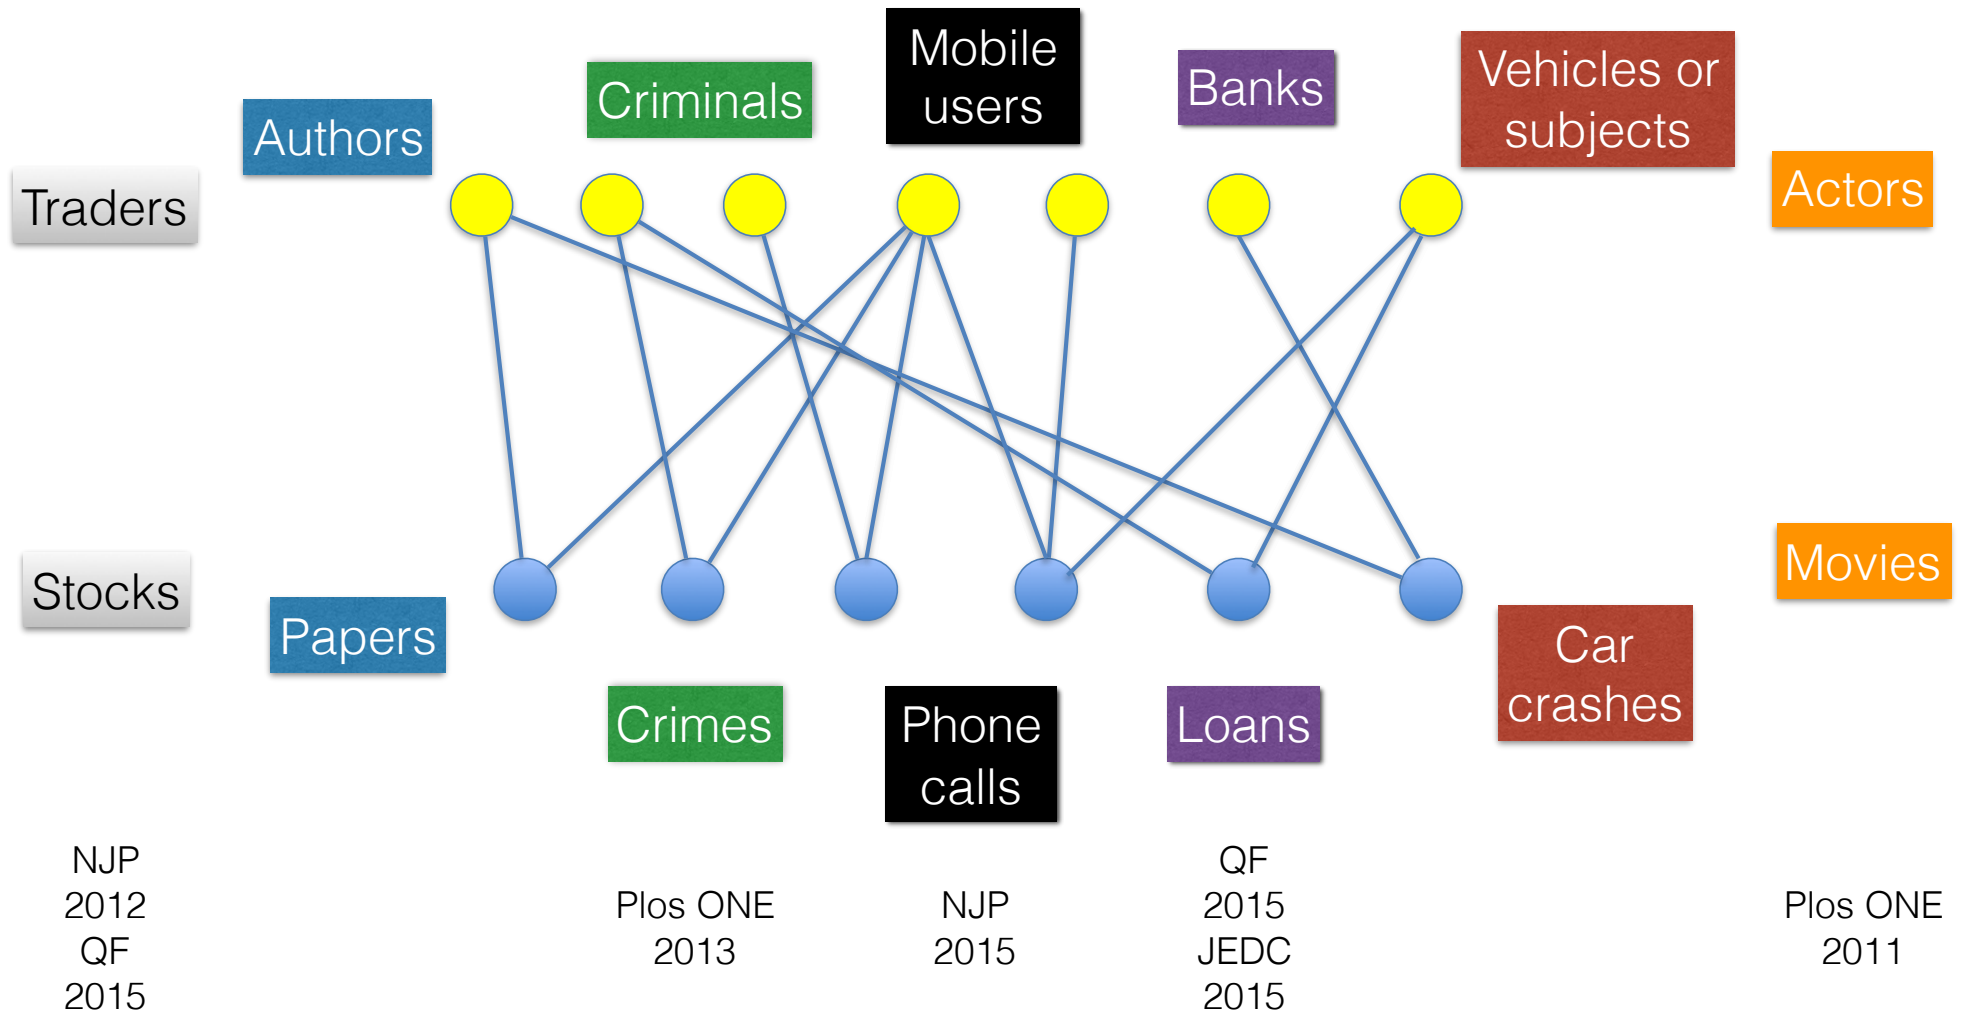 Mobile
users
Vehicles or
subjects
Banks
Criminals
Authors
Actors
Traders
Movies
Stocks
Papers
Car
crashes
Crimes
Phone
calls
Loans
NJP
2012
QF
2015
Plos ONE
2013
NJP
2015
QF
2015
JEDC
2015
Plos ONE
2011